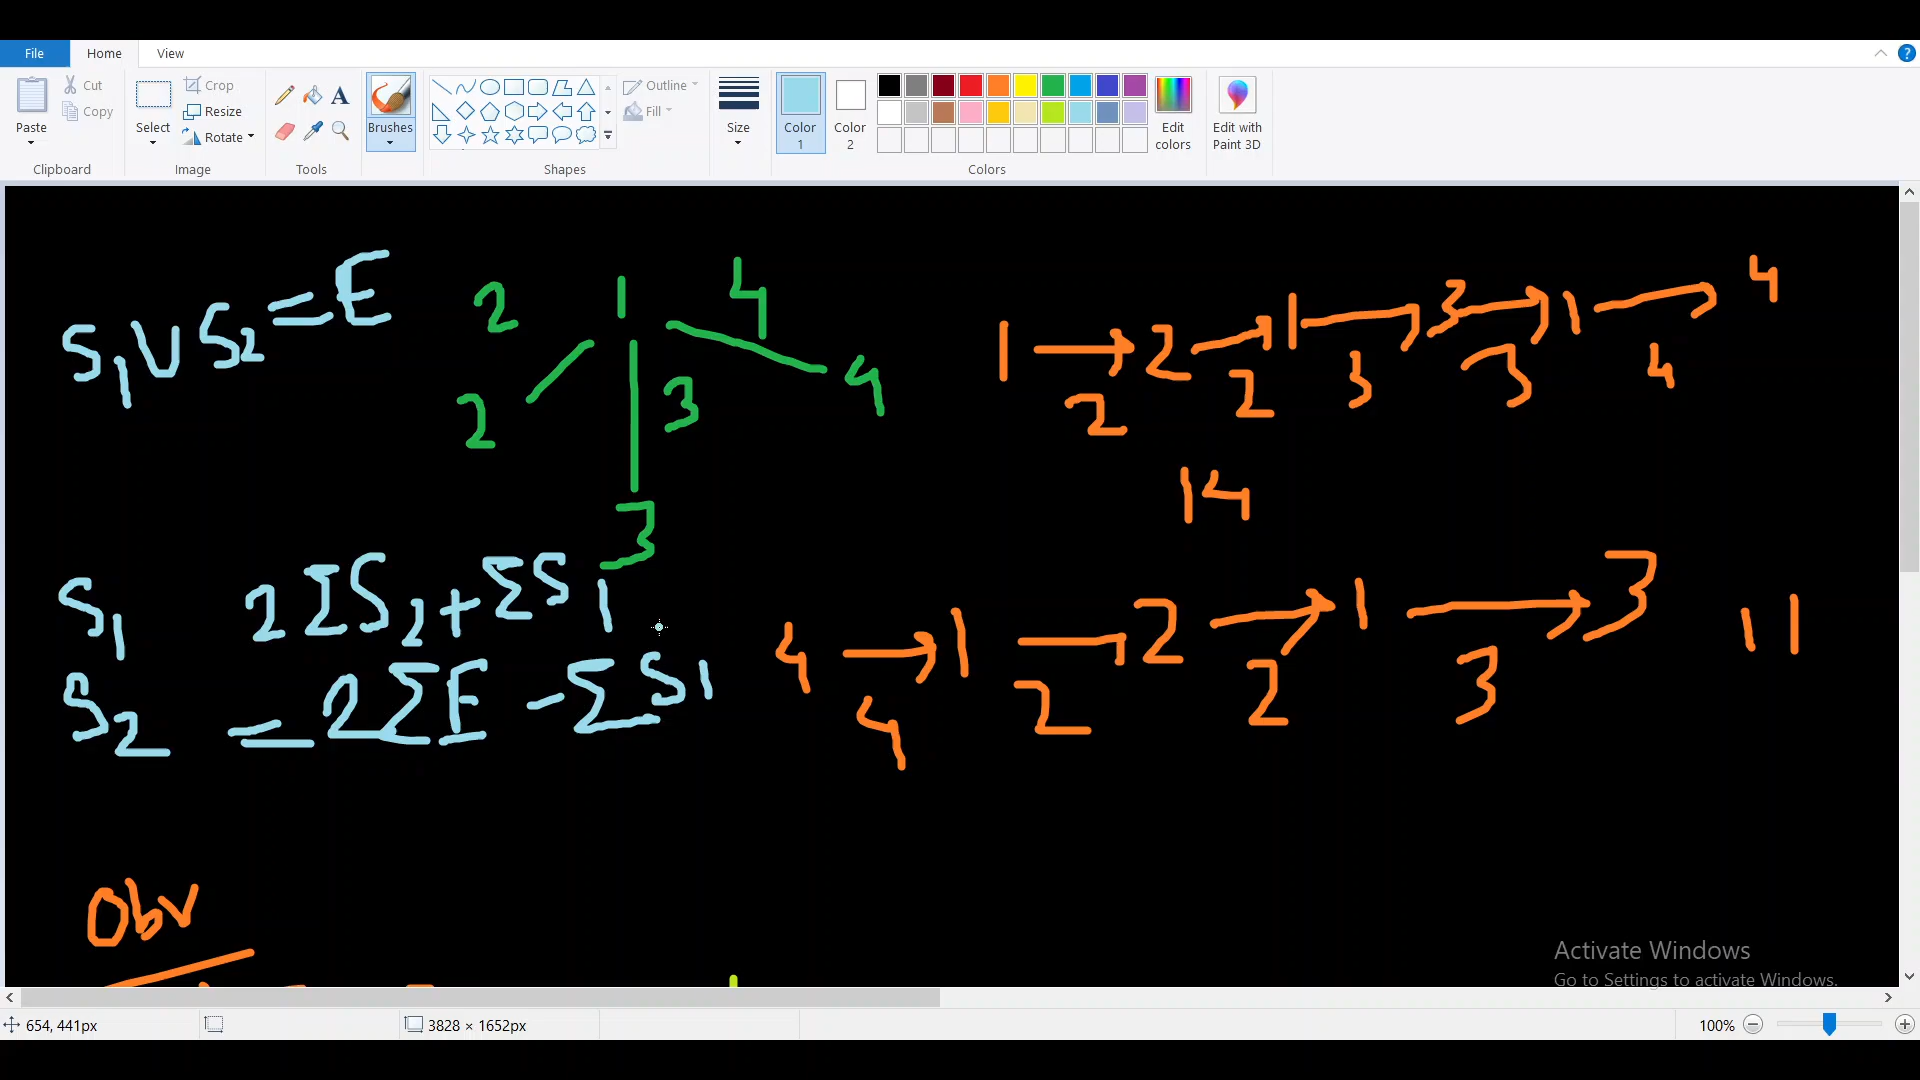 File Home View
Paste
Cut
Copy
Clipboard
Select
Crop
Resize
Rotate
Image
Tools
Brushes
Shapes
Outline
Fill
Size
Color 1
Color 2
Colors
Edit colors
Edit with Paint 3D
S1 V S2 = E
2 1 4
2 3 4
3
1 2 1 3 1 4
2 2 3 3 4
14
S1 2ΣS2 + ΣS1
S2 = 2ΣE - ΣS1
4 1 2 1 3 11
4 2 2 3
Obv
Activate Windows
Go to Settings to activate Windows.
654, 441px
3828 × 1652px
100%